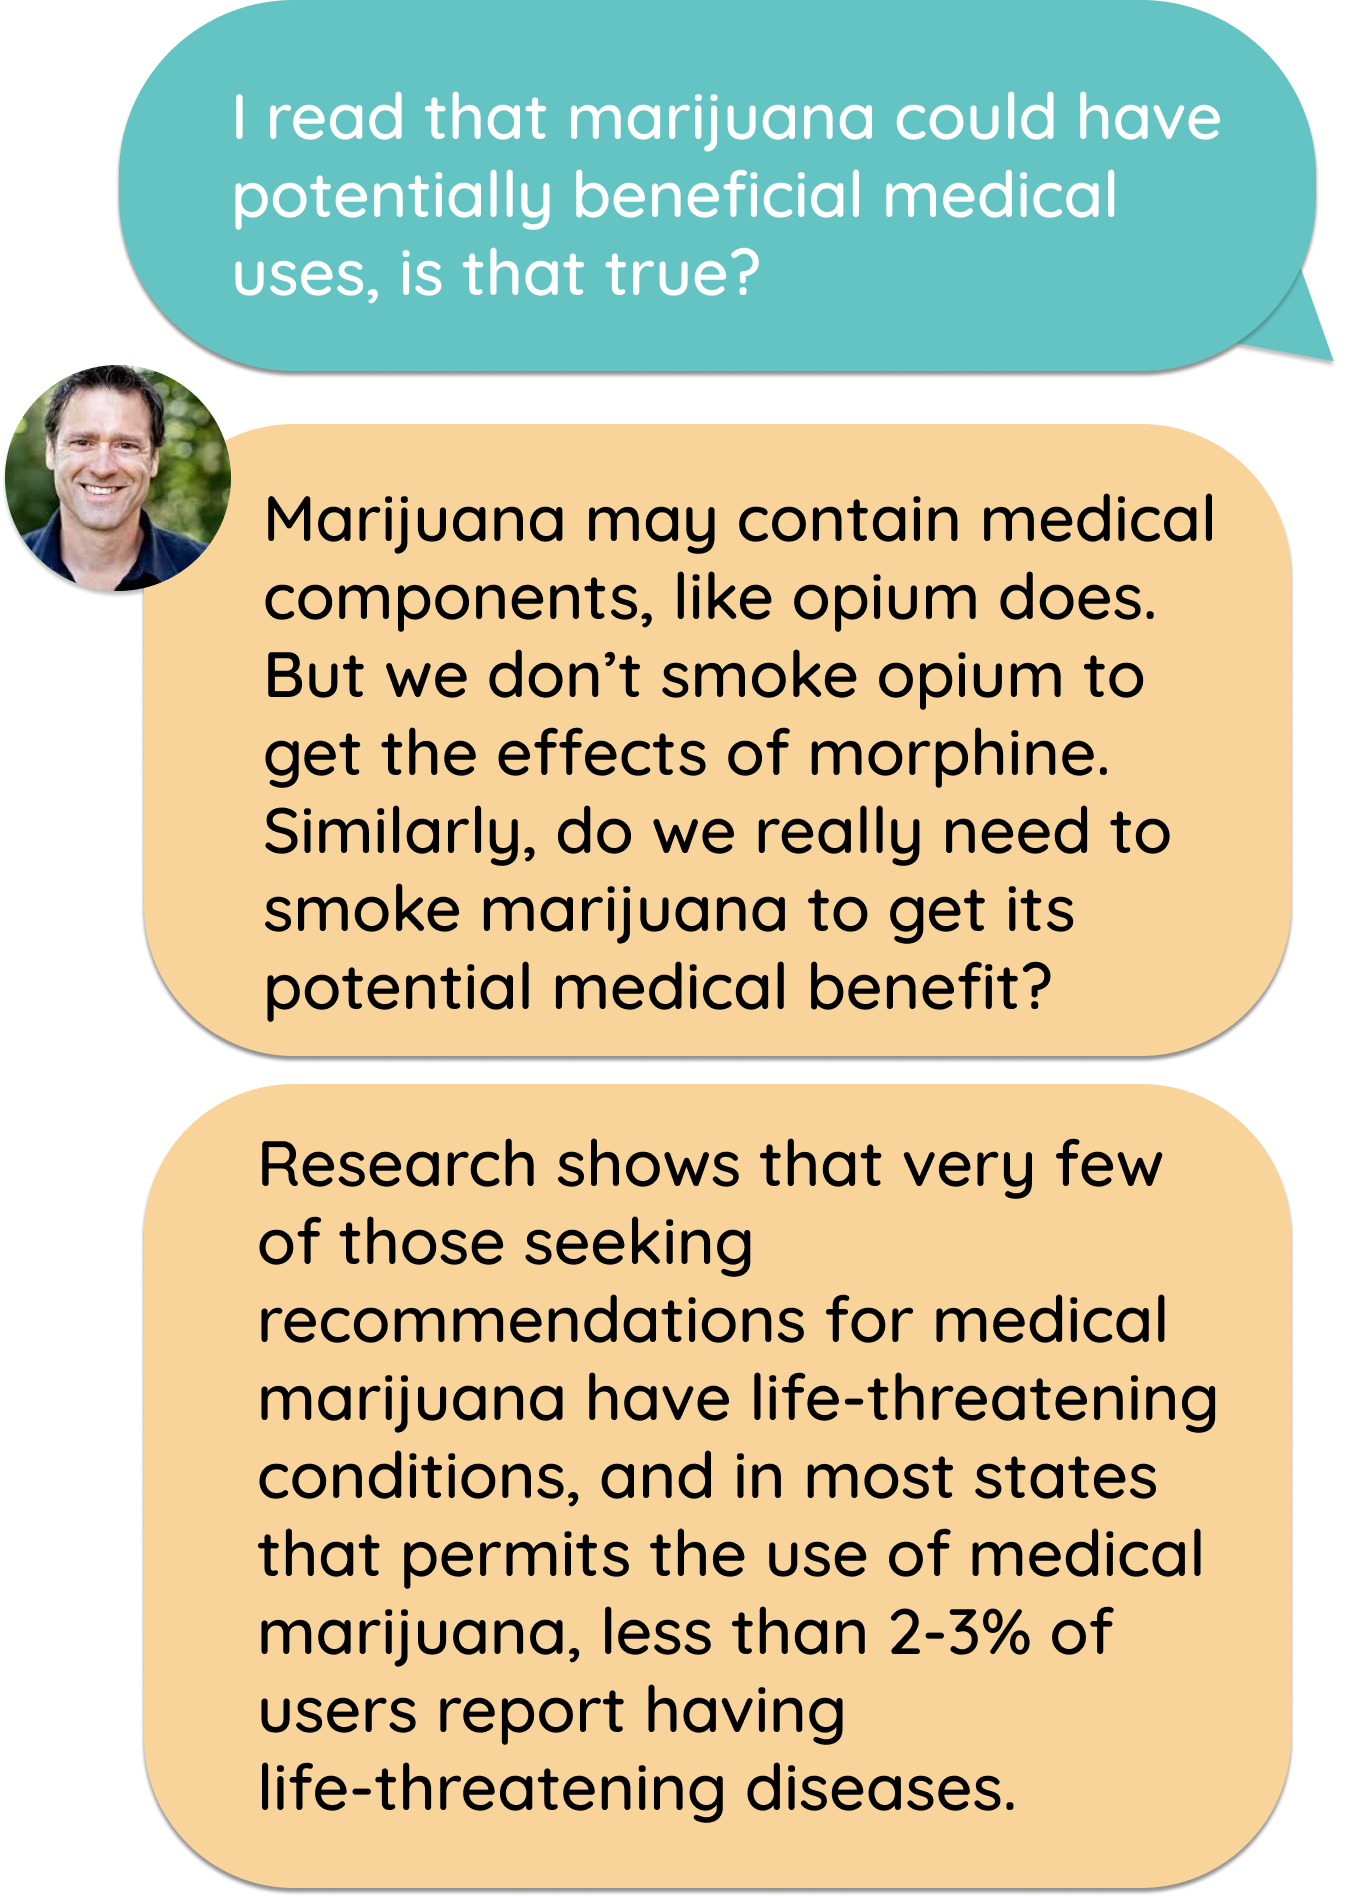 I read that marijuana could have
potentially beneficial medical
uses, is that true?
Marijuana may contain medical
components, like opium does.
But we don’t smoke opium to
get the effects of morphine.
Similarly, do we really need to
smoke marijuana to get its
potential medical benefit?
Research shows that very few
of those seeking
recommendations for medical
marijuana have life-threatening
conditions, and in most states
that permits the use of medical
marijuana, less than 2-3% of
users report having
life-threatening diseases.